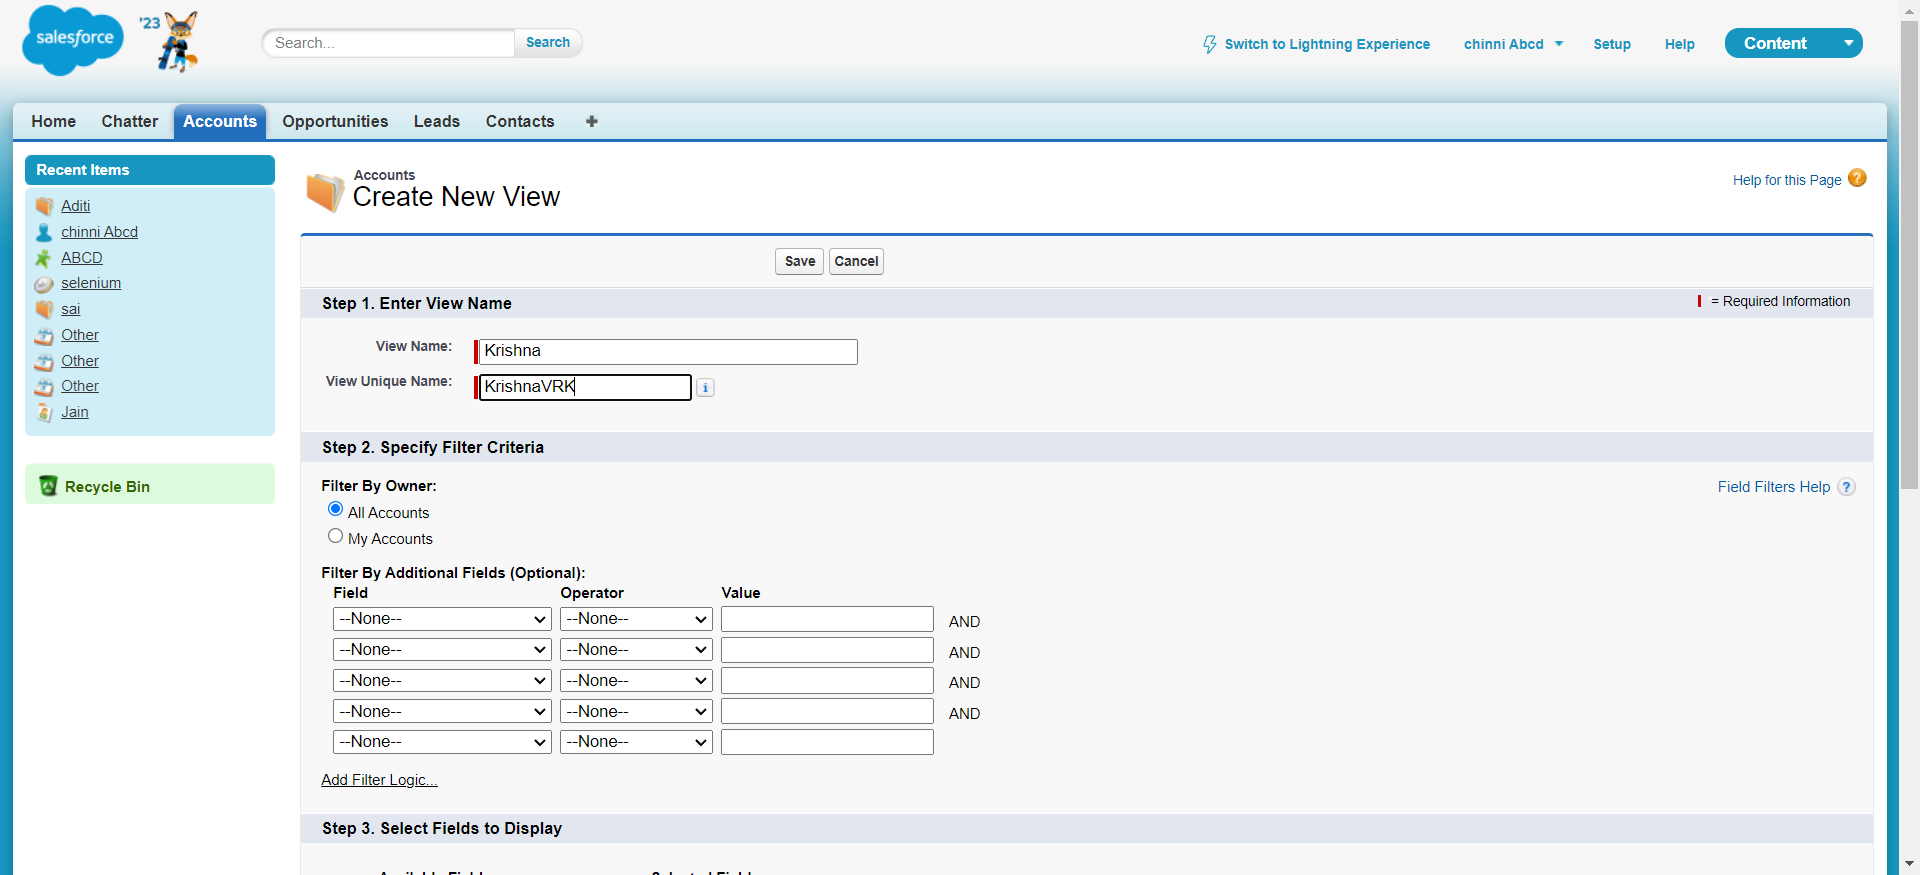 salesforce
'23
Search...
Search
Switch to Lightning Experience
chinni Abcd
Setup
Help
Content
Home
Chatter
Accounts
Opportunities
Leads
Contacts
+
Recent Items
Aditi
chinni Abcd
ABCD
selenium
sai
Other
Other
Other
Jain
Recycle Bin
Accounts
Create New View
Help for this Page ?
Save
Cancel
Step 1. Enter View Name
= Required Information
View Name:
Krishna
View Unique Name:
KrishnaVRK
i
Step 2. Specify Filter Criteria
Filter By Owner:
Field Filters Help ?
All Accounts
My Accounts
Filter By Additional Fields (Optional):
Field Operator Value
--None-- --None-- AND
--None-- --None-- AND
--None-- --None-- AND
--None-- --None-- AND
--None-- --None--
Add Filter Logic...
Step 3. Select Fields to Display